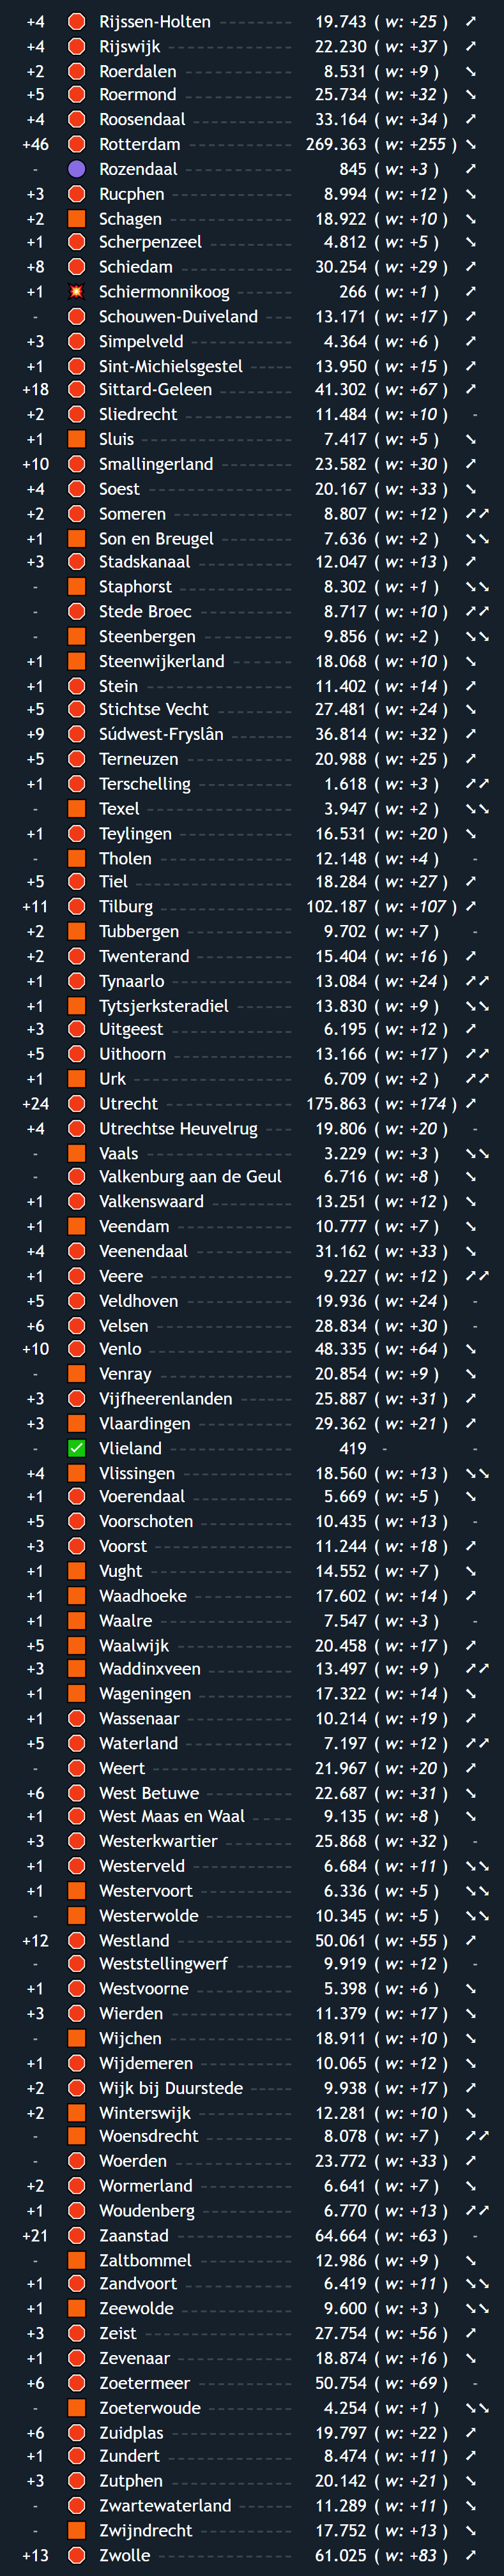 +4 Rijssen-Holten 19.743 ( w: +25 ) ↗
+4 Rijswijk 22.230 ( w: +37 ) ↗
+2 Roerdalen 8.531 ( w: +9 ) ↘
+5 Roermond 25.734 ( w: +32 ) ↘
+4 Roosendaal 33.164 ( w: +34 ) ↗
+46 Rotterdam 269.363 ( w: +255 ) ↘
- Rozendaal 845 ( w: +3 ) ↗
+3 Rucphen 8.994 ( w: +12 ) ↘
+2 Schagen 18.922 ( w: +10 ) ↘
+1 Scherpenzeel 4.812 ( w: +5 ) ↘
+8 Schiedam 30.254 ( w: +29 ) ↗
+1 Schiermonnikoog 266 ( w: +1 ) ↗
- Schouwen-Duiveland 13.171 ( w: +17 ) ↗
+3 Simpelveld 4.364 ( w: +6 ) ↗
+1 Sint-Michielsgestel 13.950 ( w: +15 ) ↗
+18 Sittard-Geleen 41.302 ( w: +67 ) ↗
+2 Sliedrecht 11.484 ( w: +10 ) -
+1 Sluis 7.417 ( w: +5 ) ↘
+10 Smallingerland 23.582 ( w: +30 ) ↗
+4 Soest 20.167 ( w: +33 ) ↘
+2 Someren 8.807 ( w: +12 ) ↗↗
+1 Son en Breugel 7.636 ( w: +2 ) ↘↘
+3 Stadskanaal 12.047 ( w: +13 ) ↗
- Staphorst 8.302 ( w: +1 ) ↘↘
- Stede Broec 8.717 ( w: +10 ) ↗↗
- Steenbergen 9.856 ( w: +2 ) ↘↘
+1 Steenwijkerland 18.068 ( w: +10 ) ↘
+1 Stein 11.402 ( w: +14 ) ↗
+5 Stichtse Vecht 27.481 ( w: +24 ) ↘
+9 Súdwest-Fryslân 36.814 ( w: +32 ) ↗
+5 Terneuzen 20.988 ( w: +25 ) ↗
+1 Terschelling 1.618 ( w: +3 ) ↗↗
- Texel 3.947 ( w: +2 ) ↘↘
+1 Teylingen 16.531 ( w: +20 ) ↘
- Tholen 12.148 ( w: +4 ) -
+5 Tiel 18.284 ( w: +27 ) ↗
+11 Tilburg 102.187 ( w: +107 ) ↗
+2 Tubbergen 9.702 ( w: +7 ) -
+2 Twenterand 15.404 ( w: +16 ) ↗
+1 Tynaarlo 13.084 ( w: +24 ) ↗↗
+1 Tytsjerksteradiel 13.830 ( w: +9 ) ↘↘
+3 Uitgeest 6.195 ( w: +12 ) ↗
+5 Uithoorn 13.166 ( w: +17 ) ↗↗
+1 Urk 6.709 ( w: +2 ) ↗↗
+24 Utrecht 175.863 ( w: +174 ) ↗
+4 Utrechtse Heuvelrug 19.806 ( w: +20 ) -
- Vaals 3.229 ( w: +3 ) ↘↘
- Valkenburg aan de Geul 6.716 ( w: +8 ) ↘
+1 Valkenswaard 13.251 ( w: +12 ) ↘
+1 Veendam 10.777 ( w: +7 ) ↘
+4 Veenendaal 31.162 ( w: +33 ) ↘
+1 Veere 9.227 ( w: +12 ) ↗↗
+5 Veldhoven 19.936 ( w: +24 ) -
+6 Velsen 28.834 ( w: +30 ) -
+10 Venlo 48.335 ( w: +64 ) ↘
- Venray 20.854 ( w: +9 ) ↘
+3 Vijfheerenlanden 25.887 ( w: +31 ) ↗
+3 Vlaardingen 29.362 ( w: +21 ) ↗
- Vlieland 419 - -
+4 Vlissingen 18.560 ( w: +13 ) ↘↘
+1 Voerendaal 5.669 ( w: +5 ) ↘
+5 Voorschoten 10.435 ( w: +13 ) -
+3 Voorst 11.244 ( w: +18 ) ↗
+1 Vught 14.552 ( w: +7 ) ↘
+1 Waadhoeke 17.602 ( w: +14 ) ↗
+1 Waalre 7.547 ( w: +3 ) -
+5 Waalwijk 20.458 ( w: +17 ) ↗
+3 Waddinxveen 13.497 ( w: +9 ) ↗↗
+1 Wageningen 17.322 ( w: +14 ) ↘
+1 Wassenaar 10.214 ( w: +19 ) ↗
+5 Waterland 7.197 ( w: +12 ) ↗↗
- Weert 21.967 ( w: +20 ) ↗
+6 West Betuwe 22.687 ( w: +31 ) ↘
+1 West Maas en Waal 9.135 ( w: +8 ) ↘
+3 Westerkwartier 25.868 ( w: +32 ) -
+1 Westerveld 6.684 ( w: +11 ) ↘↘
+1 Westervoort 6.336 ( w: +5 ) ↘↘
- Westerwolde 10.345 ( w: +5 ) ↘↘
+12 Westland 50.061 ( w: +55 ) ↗
- Weststellingwerf 9.919 ( w: +12 ) -
+1 Westvoorne 5.398 ( w: +6 ) ↘
+3 Wierden 11.379 ( w: +17 ) ↘
- Wijchen 18.911 ( w: +10 ) ↘
+1 Wijdemeren 10.065 ( w: +12 ) ↘
+2 Wijk bij Duurstede 9.938 ( w: +17 ) ↗
+2 Winterswijk 12.281 ( w: +10 ) ↘
- Woensdrecht 8.078 ( w: +7 ) ↗↗
- Woerden 23.772 ( w: +33 ) ↗
+2 Wormerland 6.641 ( w: +7 ) ↘
+1 Woudenberg 6.770 ( w: +13 ) ↗↗
+21 Zaanstad 64.664 ( w: +63 ) -
- Zaltbommel 12.986 ( w: +9 ) ↘
+1 Zandvoort 6.419 ( w: +11 ) ↘↘
+1 Zeewolde 9.600 ( w: +3 ) ↘↘
+3 Zeist 27.754 ( w: +56 ) ↗
+1 Zevenaar 18.874 ( w: +16 ) ↘
+6 Zoetermeer 50.754 ( w: +69 ) -
- Zoeterwoude 4.254 ( w: +1 ) ↘↘
+6 Zuidplas 19.797 ( w: +22 ) ↗
+1 Zundert 8.474 ( w: +11 ) ↗
+3 Zutphen 20.142 ( w: +21 ) ↘
- Zwartewaterland 11.289 ( w: +11 ) ↘
- Zwijndrecht 17.752 ( w: +13 ) ↘
+13 Zwolle 61.025 ( w: +83 ) ↗